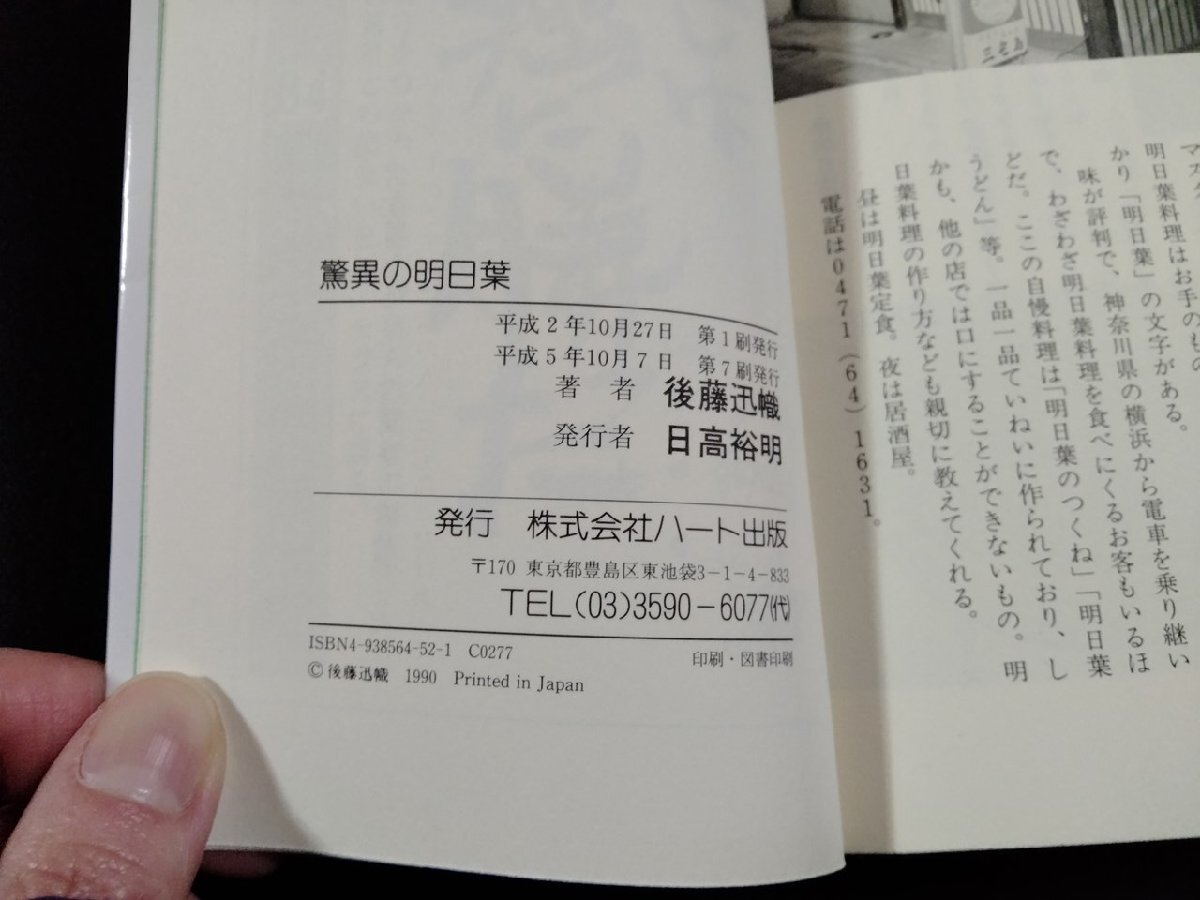 驚異の明日葉
平成2年10月27日 第1刷発行
平成5年10月7日 第7刷発行
著者 後藤迅幟
発行者 日高裕明
発行 株式会社ハート出版
〒170 東京都豊島区東池袋3-1-4-833
TEL(03)3590-6077(代)
ISBN4-938564-52-1 C0277
印刷・図書印刷
©後藤迅幟 1990 Printed in Japan
三宅島
明日葉料理はお手のもの
かり「明日葉」の文字がある。
味が評判で、神奈川県の横浜から電車を乗り継い
で、わざわざ明日葉料理を食べにくるお客もいるほ
どだ。ここの自慢料理は「明日葉のつくね」「明日葉
うどん」等。一品一品ていねいに作られており、し
かも、他の店では口にすることができないもの。明
日葉料理の作り方なども親切に教えてくれる。
昼は明日葉定食。夜は居酒屋。
電話は0471(64)1631。